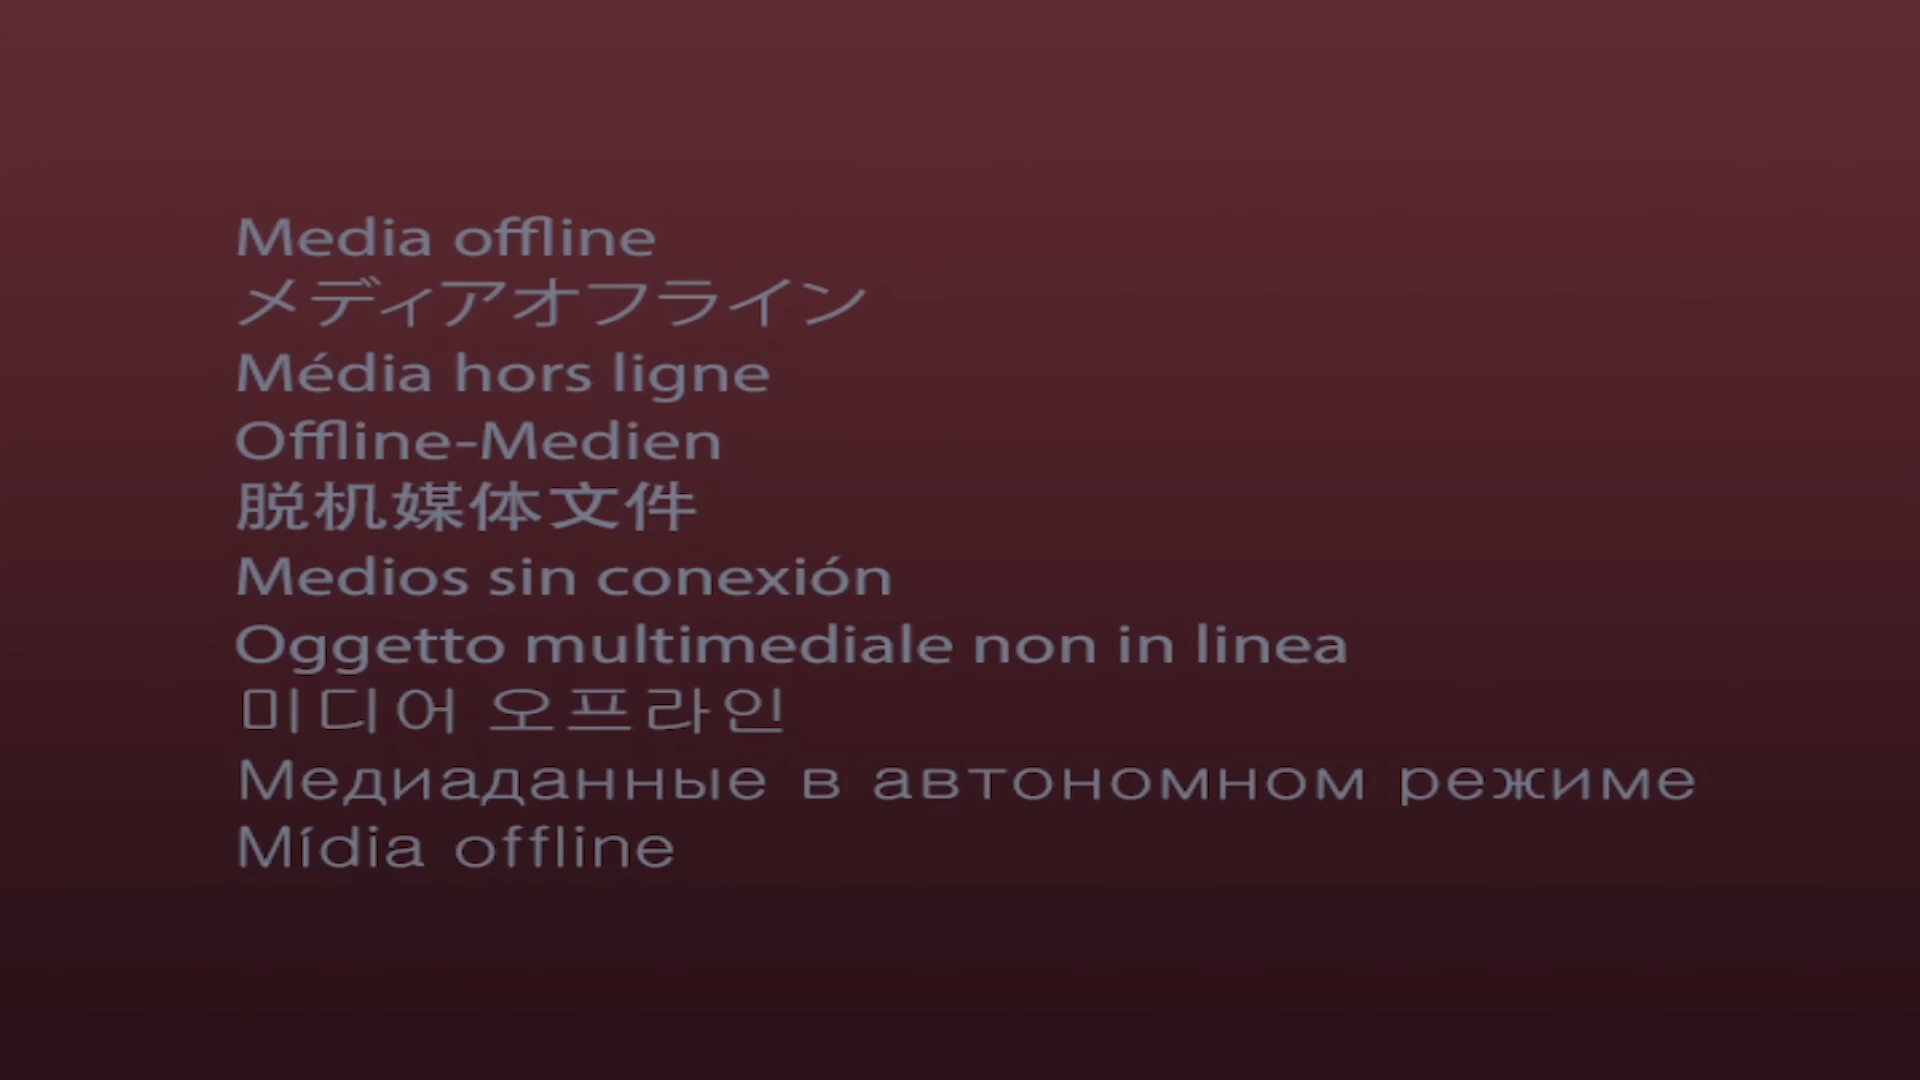 Media offline
メディアオフライン
Média hors ligne
Offline-Medien
脱机媒体文件
Medios sin conexión
Oggetto multimediale non in linea
미디어 오프라인
Медиаданные в автономном режиме
Mídia offline